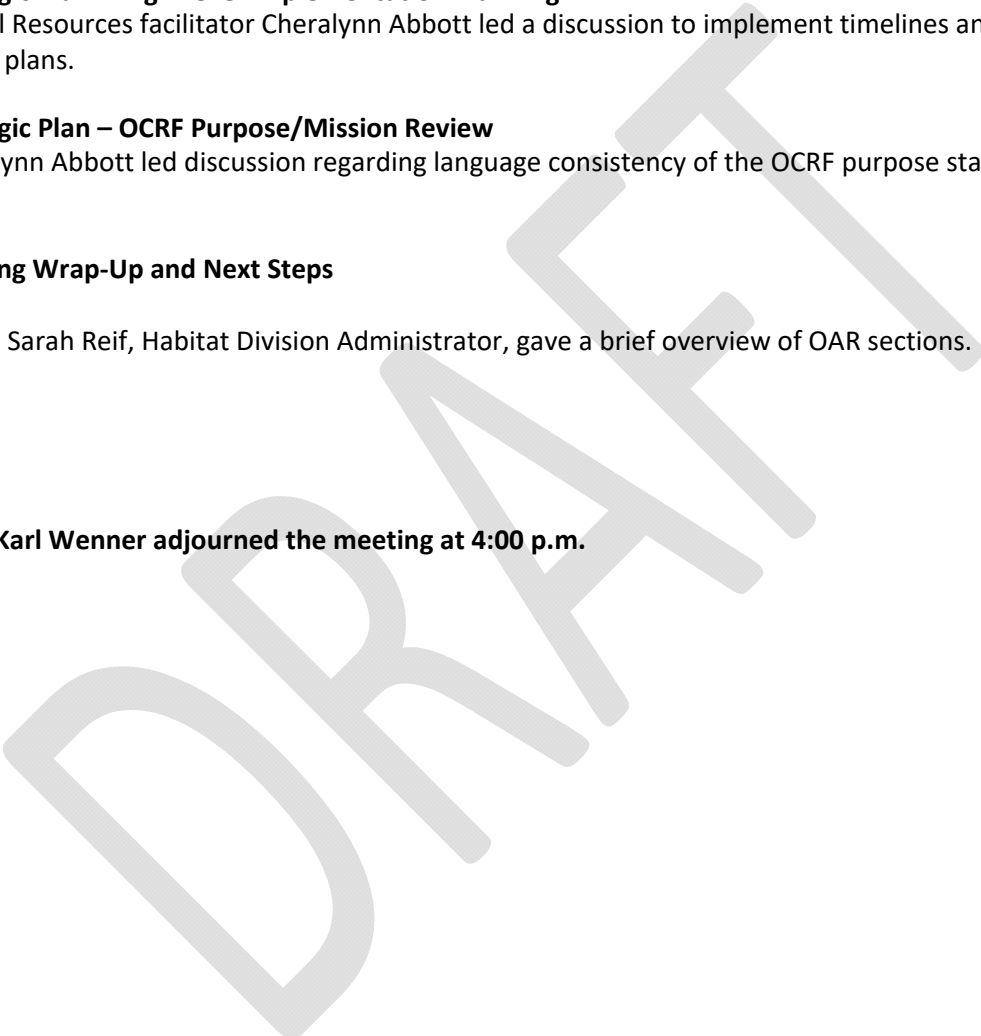 l Resources facilitator Cheralynn Abbott led a discussion to implement timelines an
plans.
gic Plan – OCRF Purpose/Mission Review
ynn Abbott led discussion regarding language consistency of the OCRF purpose sta
ng Wrap-Up and Next Steps
Sarah Reif, Habitat Division Administrator, gave a brief overview of OAR sections.
Karl Wenner adjourned the meeting at 4:00 p.m.
DRAFT